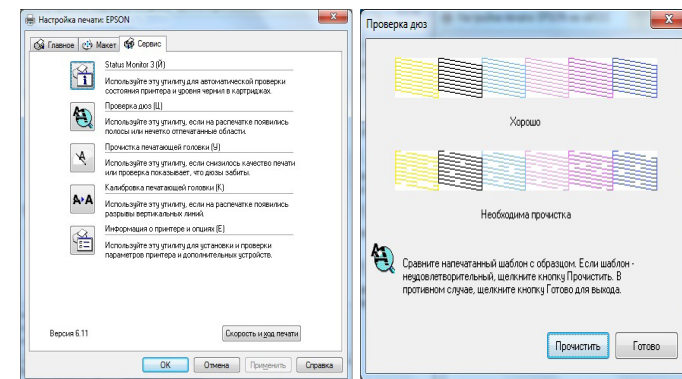 Настройка печати: EPSON
Главное Макет Сервис
Status Monitor 3 (Й)
Используйте эту утилиту для автоматической проверки
состояния принтера и уровня чернил в картриджах.
Проверка дюз (Ц)
Используйте эту утилиту, если на распечатке появились
полосы или нечетко отпечатанные области.
Прочистка печатающей головки (У)
Используйте эту утилиту, если снизилось качество печати
или проверка показывает, что дюзы забиты.
Калибровка печатающей головки (К)
Используйте эту утилиту, если на распечатке появились
разрывы вертикальных линий.
Информация о принтере и опциях (Е)
Используйте эту утилиту для установки и проверки
параметров принтера и дополнительных устройств.
Версия 6.11
Скорость и ход печати
OK Отмена Применить Справка
Проверка дюз
Хорошо
Необходима прочистка
Сравните напечатанный шаблон с образцом. Если шаблон -
неудовлетворительный, щелкните кнопку Прочистить. В
противном случае, щелкните кнопку Готово для выхода.
Прочистить Готово